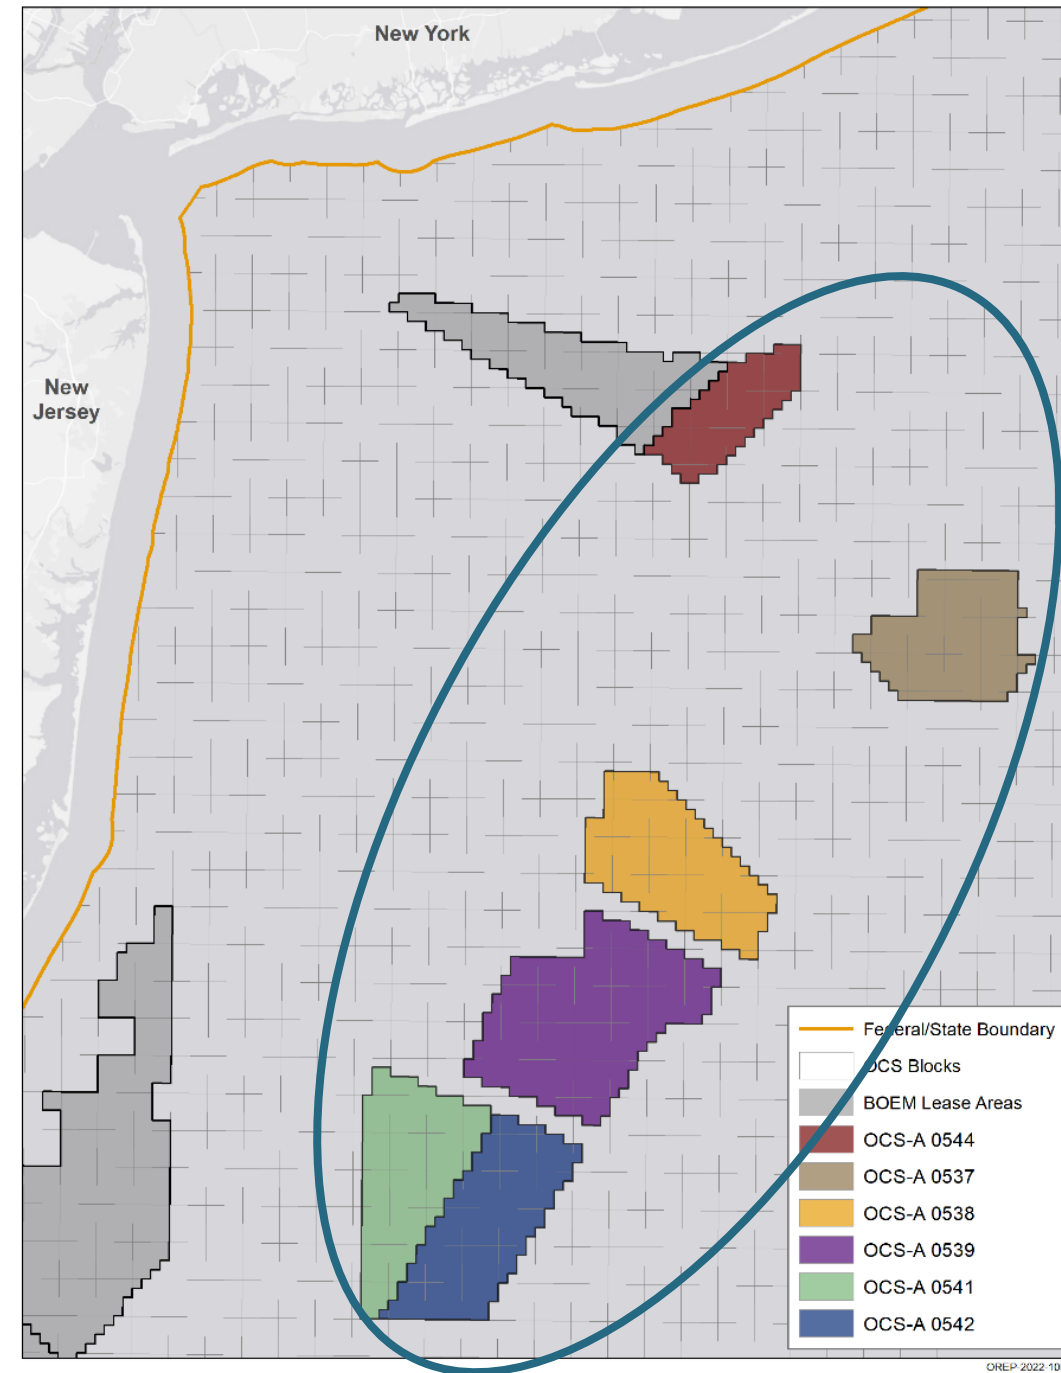 New York
New
Jersey
Federal/State Boundary
OCS Blocks
BOEM Lease Areas
OCS-A 0544
OCS-A 0537
OCS-A 0538
OCS-A 0539
OCS-A 0541
OCS-A 0542
OREP-2022-10